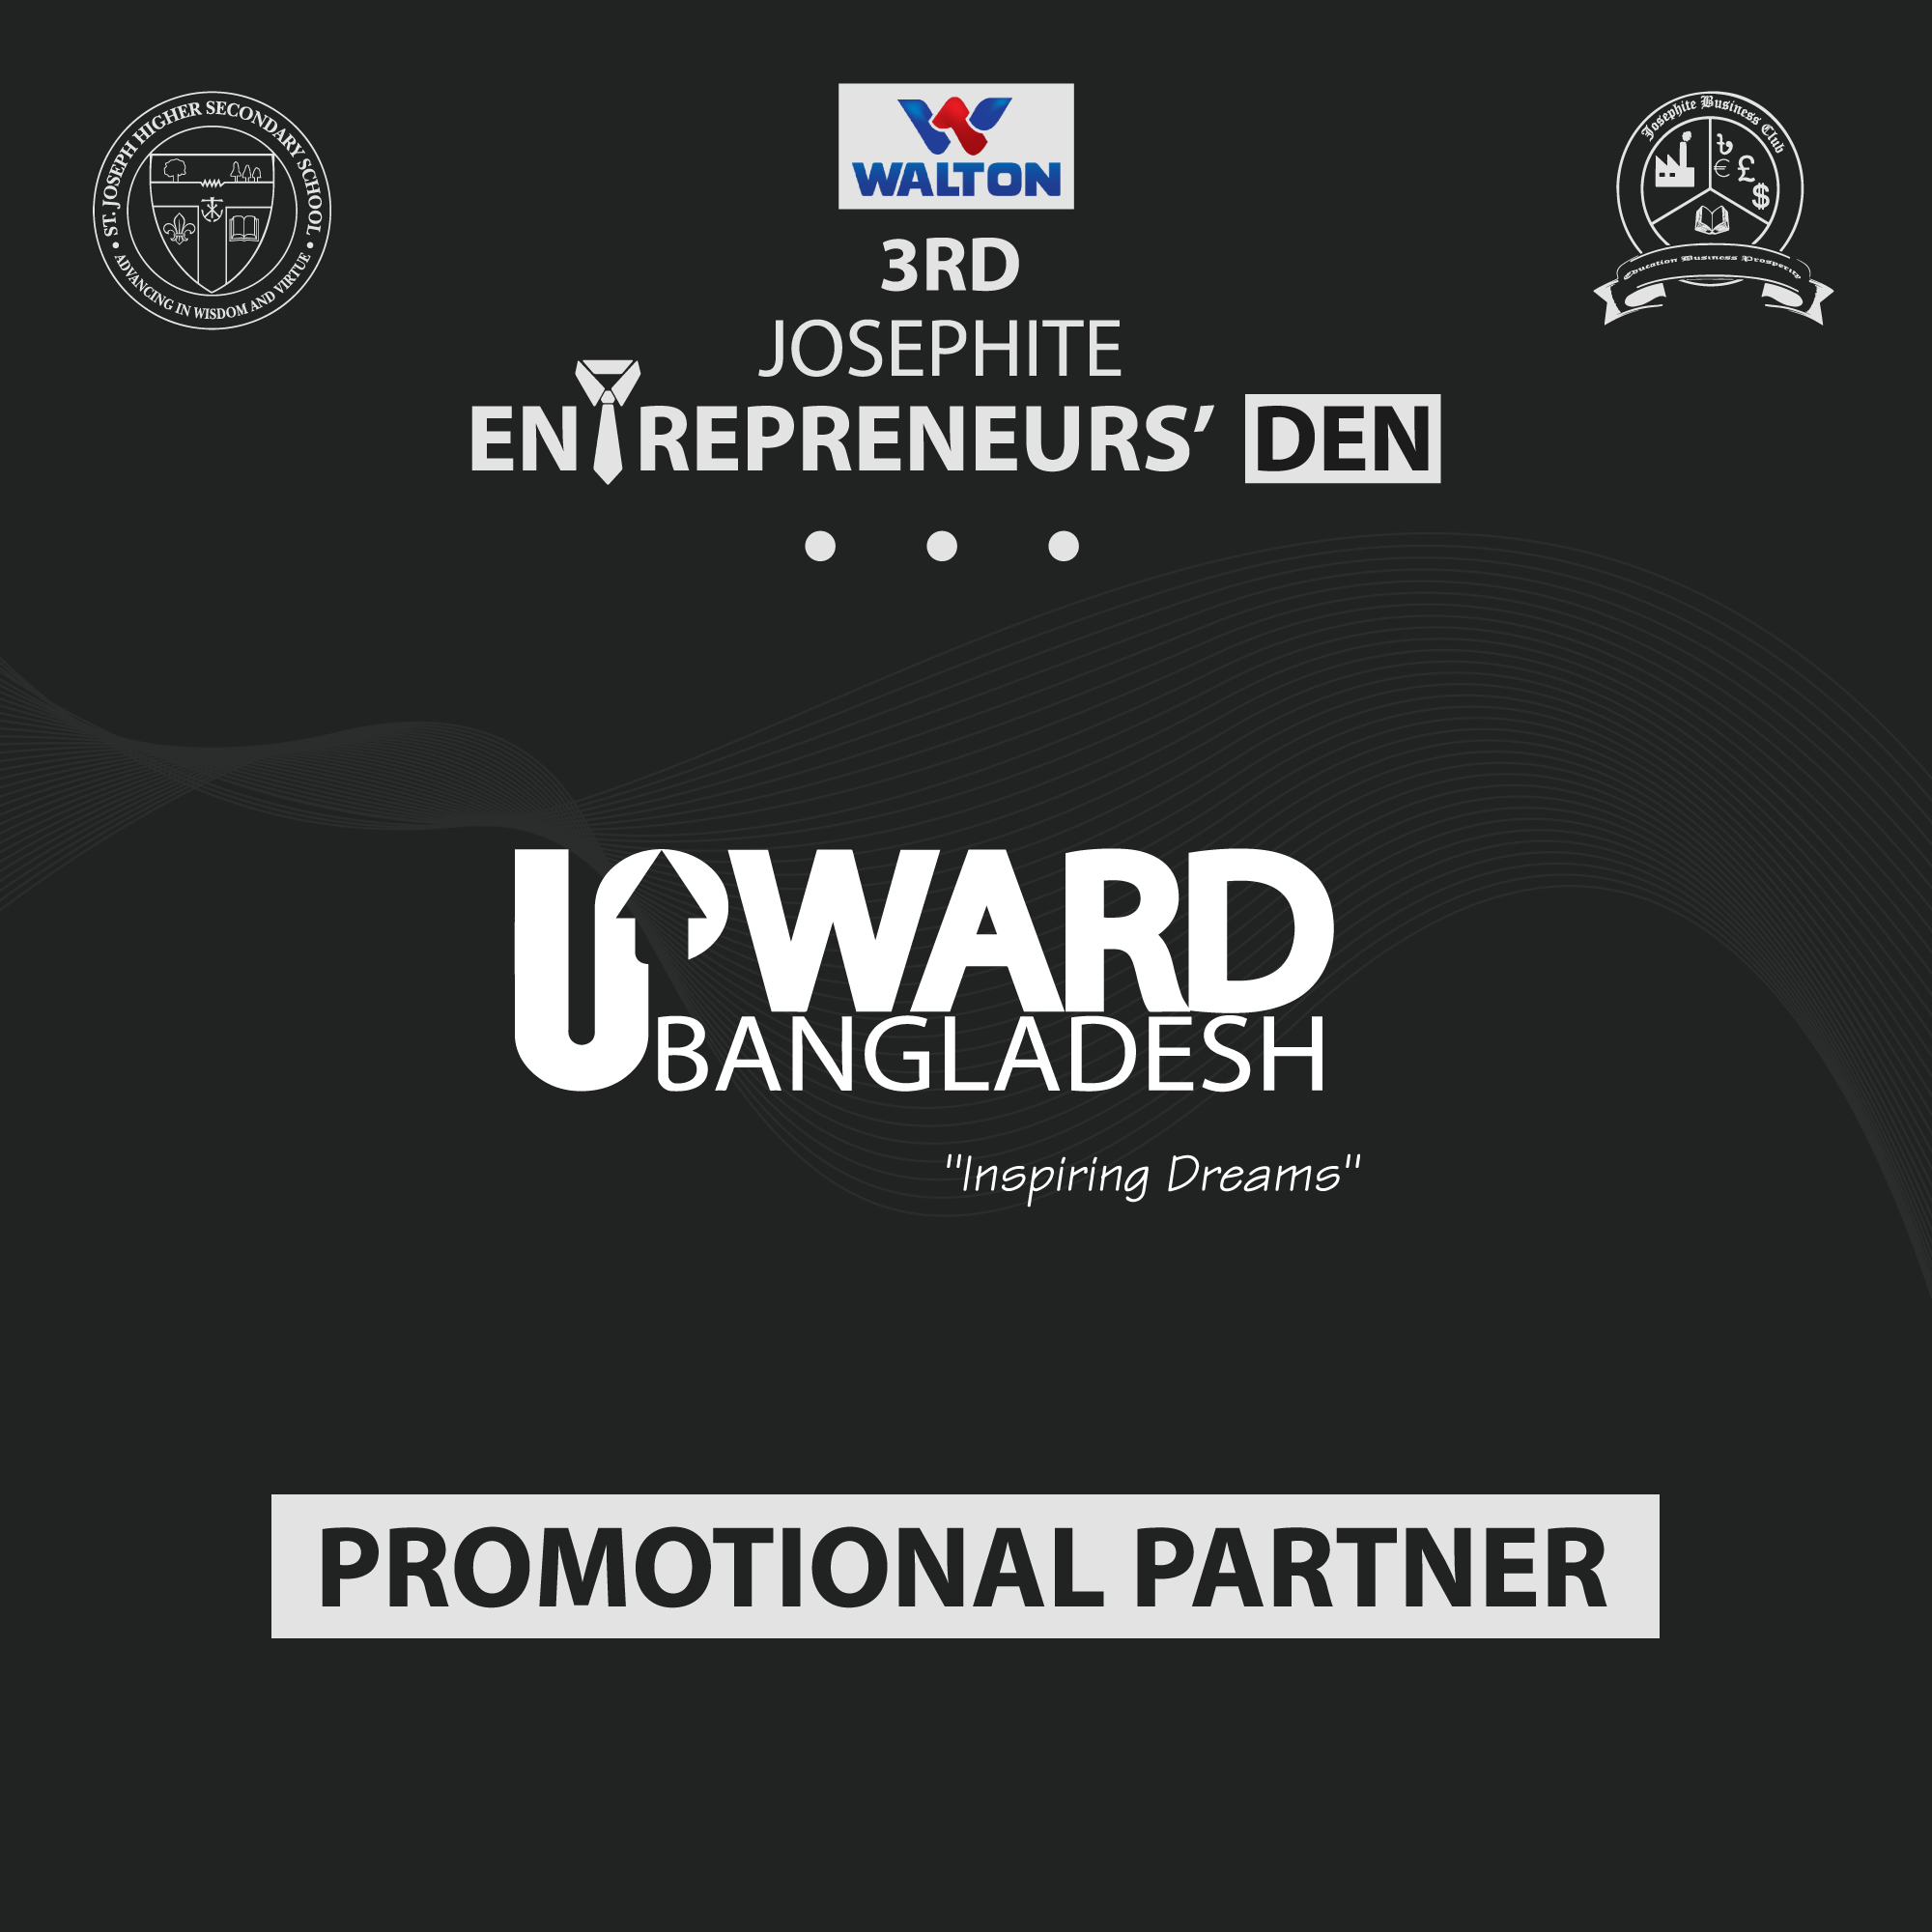 ST. JOSEPH HIGHER SECONDARY SCHOOL
ADVANCING IN WISDOM AND VIRTUE
WALTON
Josephite Business Club
Education Business Prosperity
3RD
JOSEPHITE
ENTREPRENEURS' DEN
UPWARD
BANGLADESH
"Inspiring Dreams"
PROMOTIONAL PARTNER